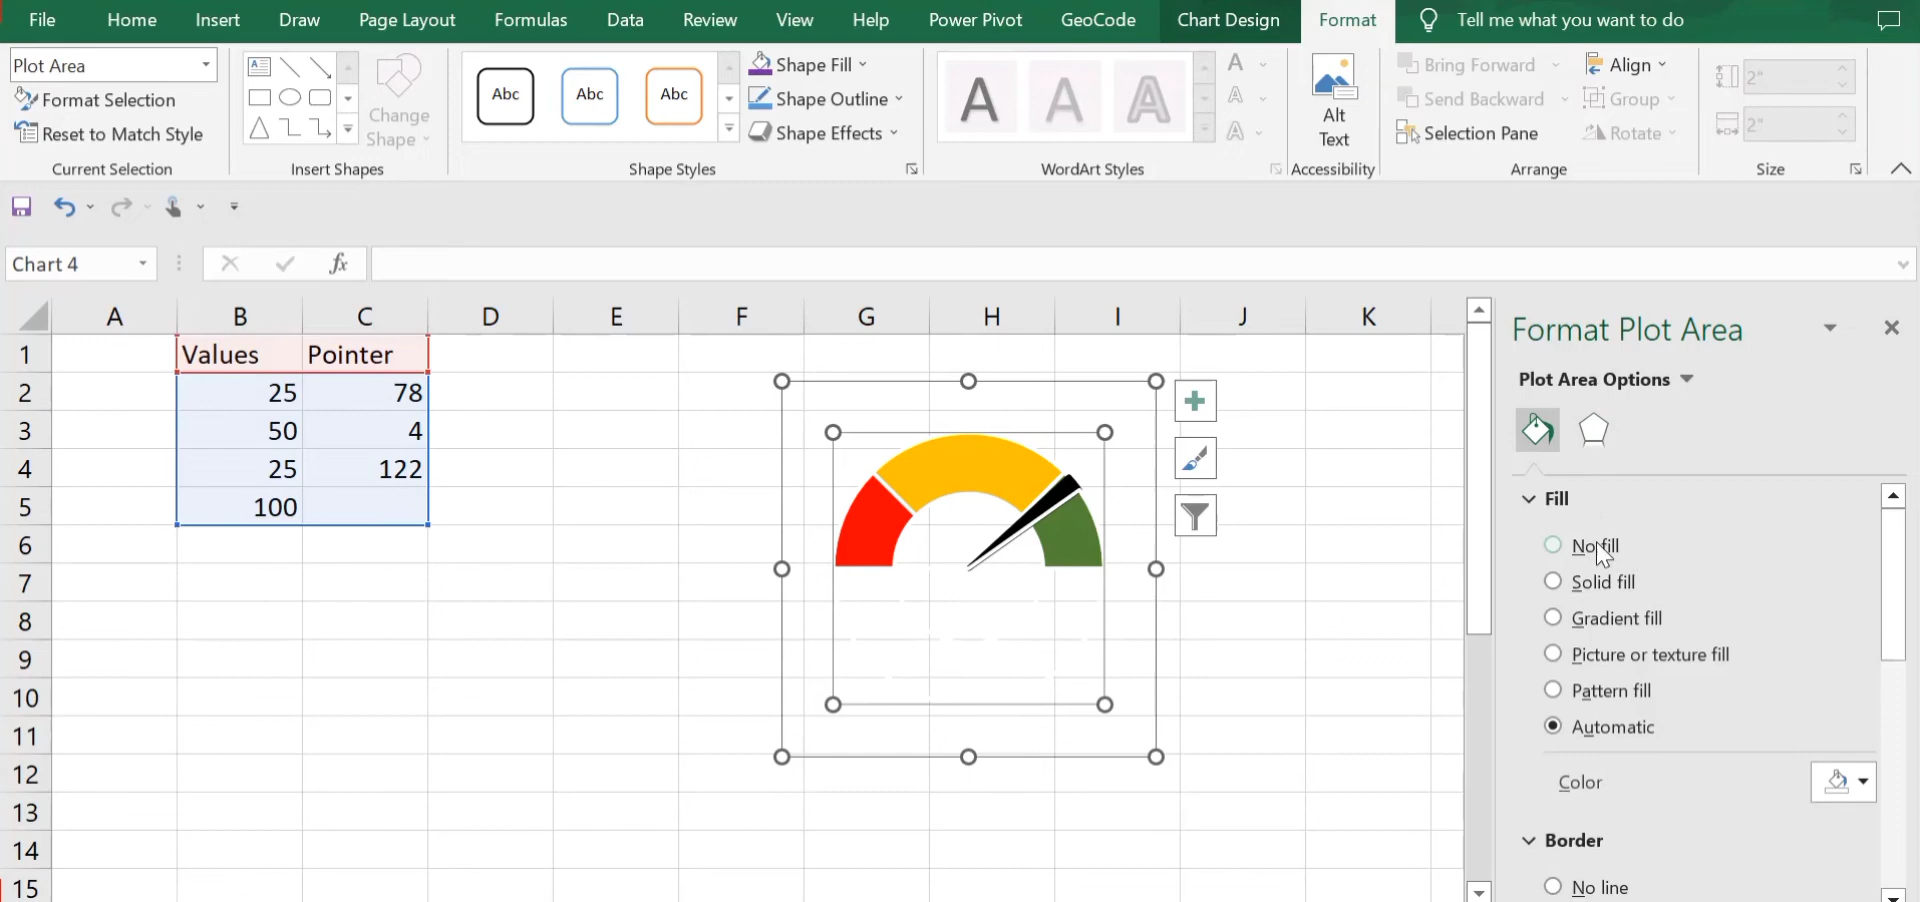 File Home Insert Draw Page Layout Formulas Data Review View Help Power Pivot GeoCode Chart Design Format Tell me what you want to do
Plot Area
Format Selection
Reset to Match Style
Current Selection
A
Change
Shape
Insert Shapes
Abc Abc Abc
Shape Fill
Shape Outline
Shape Effects
Shape Styles
A A A
A
A
A
WordArt Styles
Alt
Text
Accessibility
Bring Forward
Send Backward
Selection Pane
Align
Group
Rotate
Arrange
2"
2"
Size
Chart 4 fx
A B C D E F G H I J K
1 Values Pointer
2 25 78
3 50 4
4 25 122
5 100
6
7
8
9
10
11
12
13
14
15
Format Plot Area
Plot Area Options
Fill
No fill
Solid fill
Gradient fill
Picture or texture fill
Pattern fill
Automatic
Color
Border
No line